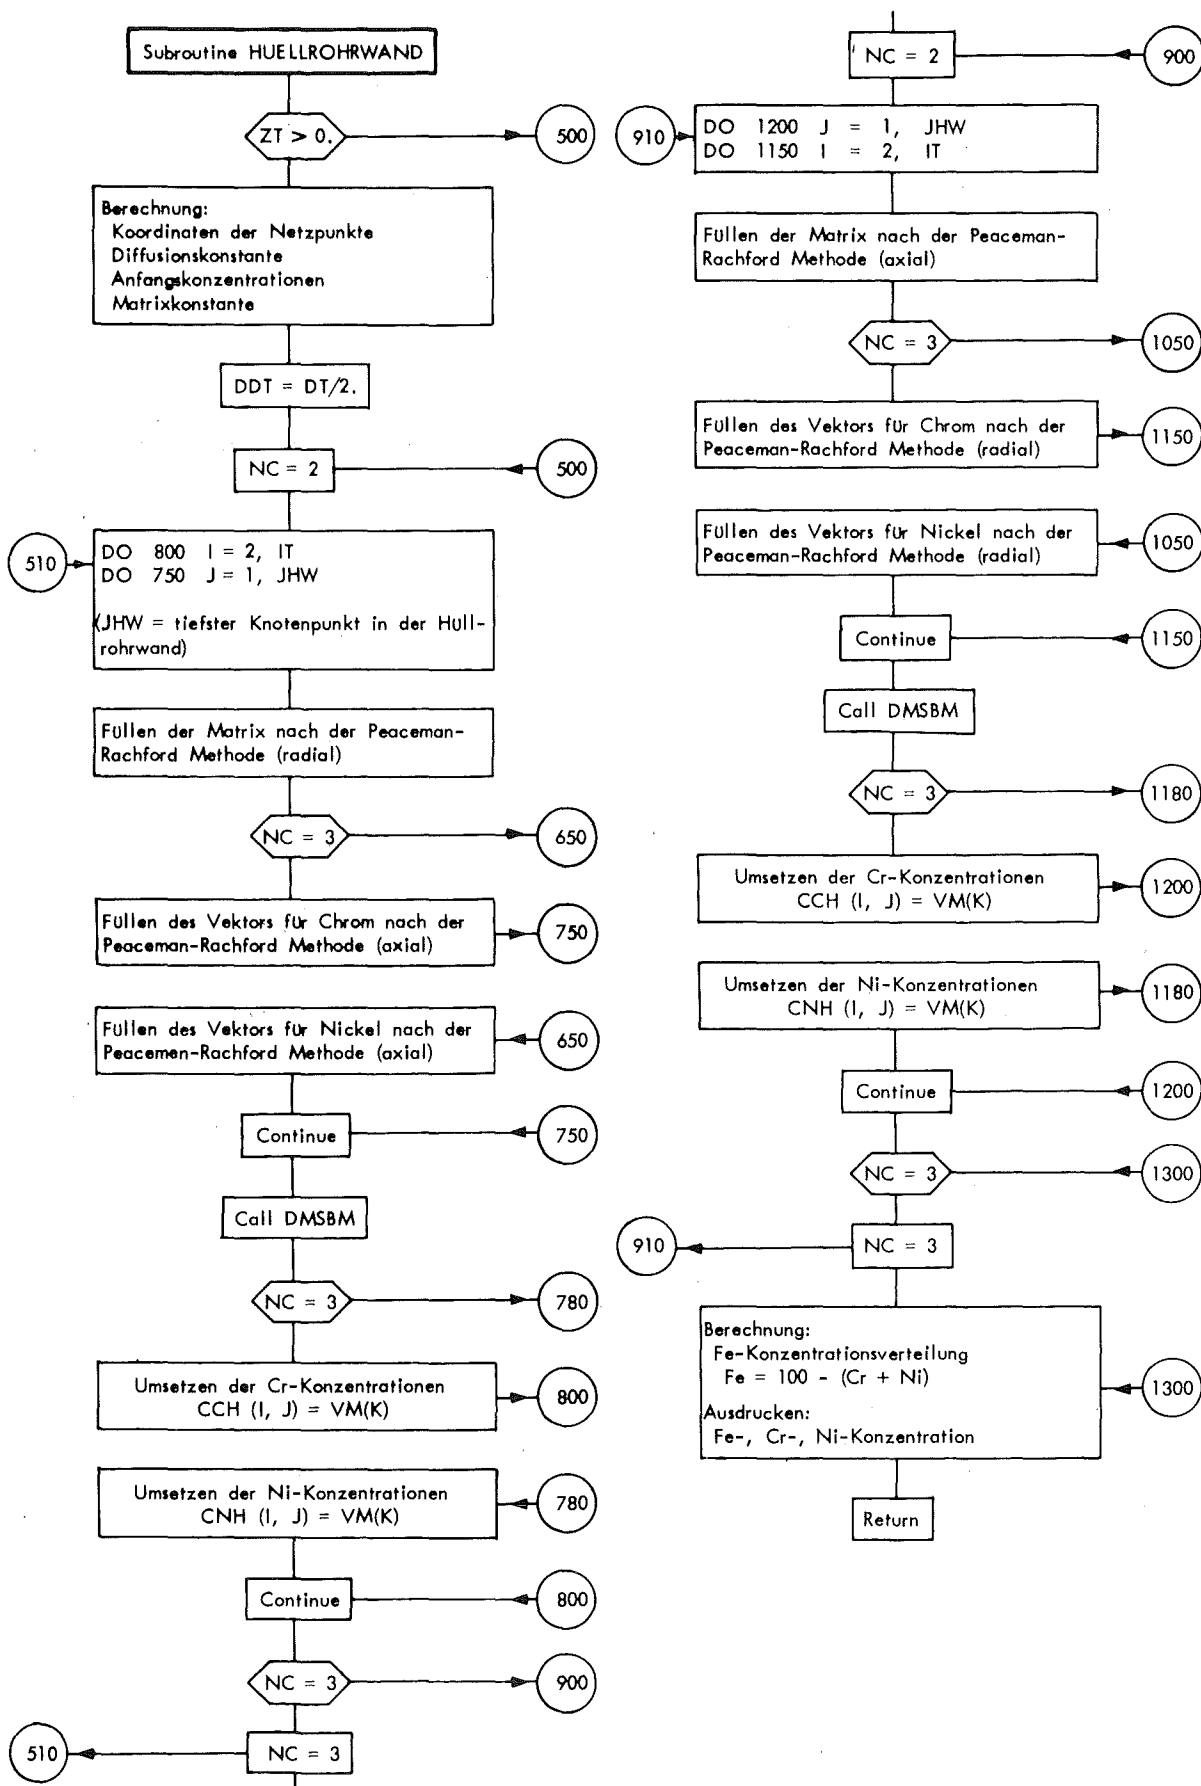 Subroutine HUELLROHRWAND
ZT > 0.
500
Berechnung:
Koordinaten der Netzpunkte
Diffusionskonstante
Anfangskonzentrationen
Matrixkonstante
DDT = DT/2.
NC = 2
500
510
DO 800 I = 2, IT
DO 750 J = 1, JHW
(JHW = tiefster Knotenpunkt in der Hüll-
rohrwand)
Füllen der Matrix nach der Peaceman-
Rachford Methode (radial)
NC = 3
650
Füllen des Vektors für Chrom nach der
Peaceman-Rachford Methode (axial)
750
Füllen des Vektors für Nickel nach der
Peacemen-Rachford Methode (axial)
650
Continue
750
Call DMSBM
NC = 3
780
Umsetzen der Cr-Konzentrationen
CCH (I, J) = VM(K)
800
Umsetzen der Ni-Konzentrationen
CNH (I, J) = VM(K)
780
Continue
800
NC = 3
900
510
NC = 3
NC = 2
900
910
DO 1200 J = 1, JHW
DO 1150 I = 2, IT
Füllen der Matrix nach der Peaceman-
Rachford Methode (axial)
NC = 3
1050
Füllen des Vektors für Chrom nach der
Peaceman-Rachford Methode (radial)
1150
Füllen des Vektors für Nickel nach der
Peaceman-Rachford Methode (radial)
1050
Continue
1150
Call DMSBM
NC = 3
1180
Umsetzen der Cr-Konzentrationen
CCH (I, J) = VM(K)
1200
Umsetzen der Ni-Konzentrationen
CNH (I, J) = VM(K)
1180
Continue
1200
NC = 3
1300
910
NC = 3
Berechnung:
Fe-Konzentrationsverteilung
Fe = 100 - (Cr + Ni)
Ausdrucken:
Fe-, Cr-, Ni-Konzentration
1300
Return